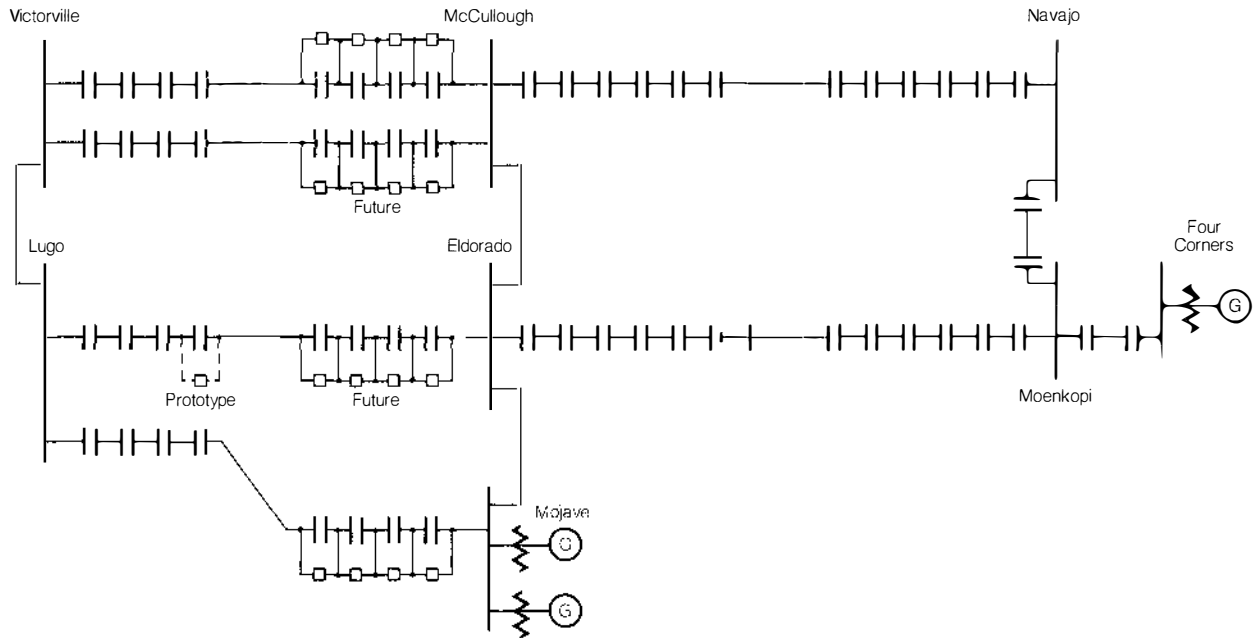 Victorville
McCullough
Navajo
Future
Four
Corners
G
Lugo
Eldorado
Prototype
Future
Moenkopi
Mojave
G
G